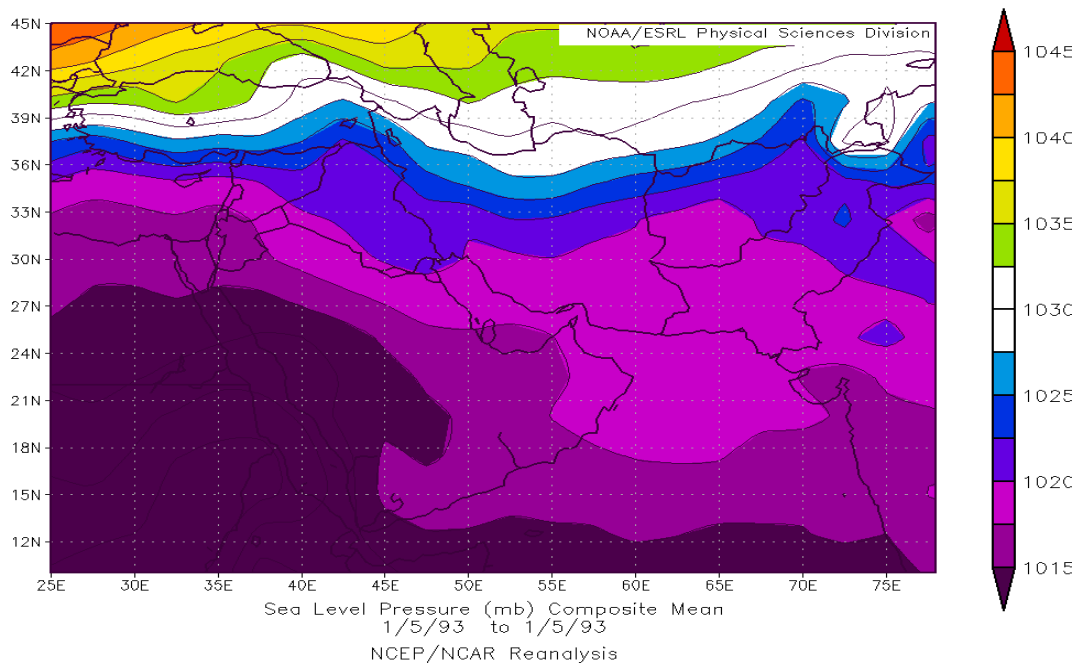 NOAA/ESRL Physical Sciences Division
45N
42N
39N
36N
33N
30N
27N
24N
21N
18N
15N
12N
25E 30E 35E 40E 45E 50E 55E 60E 65E 70E 75E
1045
1040
1035
1030
1025
1020
1015
Sea Level Pressure (mb) Composite Mean
1/5/93 to 1/5/93
NCEP/NCAR Reanalysis